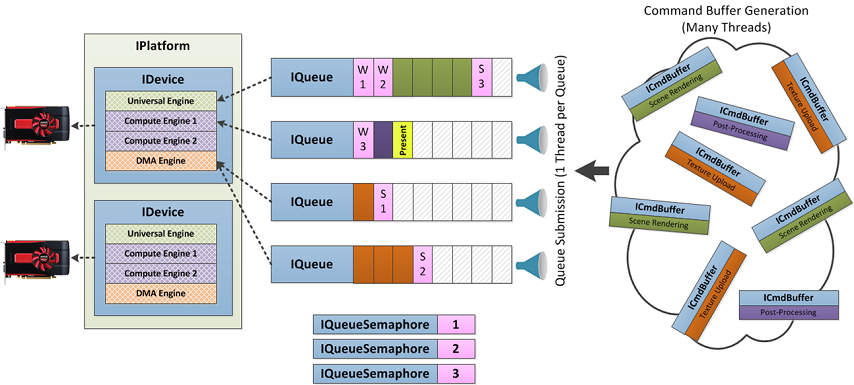 IPlatform
IDevice
Universal Engine
Compute Engine 1
Compute Engine 2
DMA Engine
IDevice
Universal Engine
Compute Engine 1
Compute Engine 2
DMA Engine
IQueue
W
1
W
2
S
3
IQueue
W
3
Present
IQueue
S
1
IQueue
S
2
IQueueSemaphore 1
IQueueSemaphore 2
IQueueSemaphore 3
Queue Submission (1 Thread per Queue)
Command Buffer Generation
(Many Threads)
ICmdBuffer
Scene Rendering
ICmdBuffer
Texture Upload
ICmdBuffer
Post-Processing
ICmdBuffer
Texture Upload
ICmdBuffer
Scene Rendering
ICmdBuffer
Scene Rendering
ICmdBuffer
Texture Upload
ICmdBuffer
Post-Processing